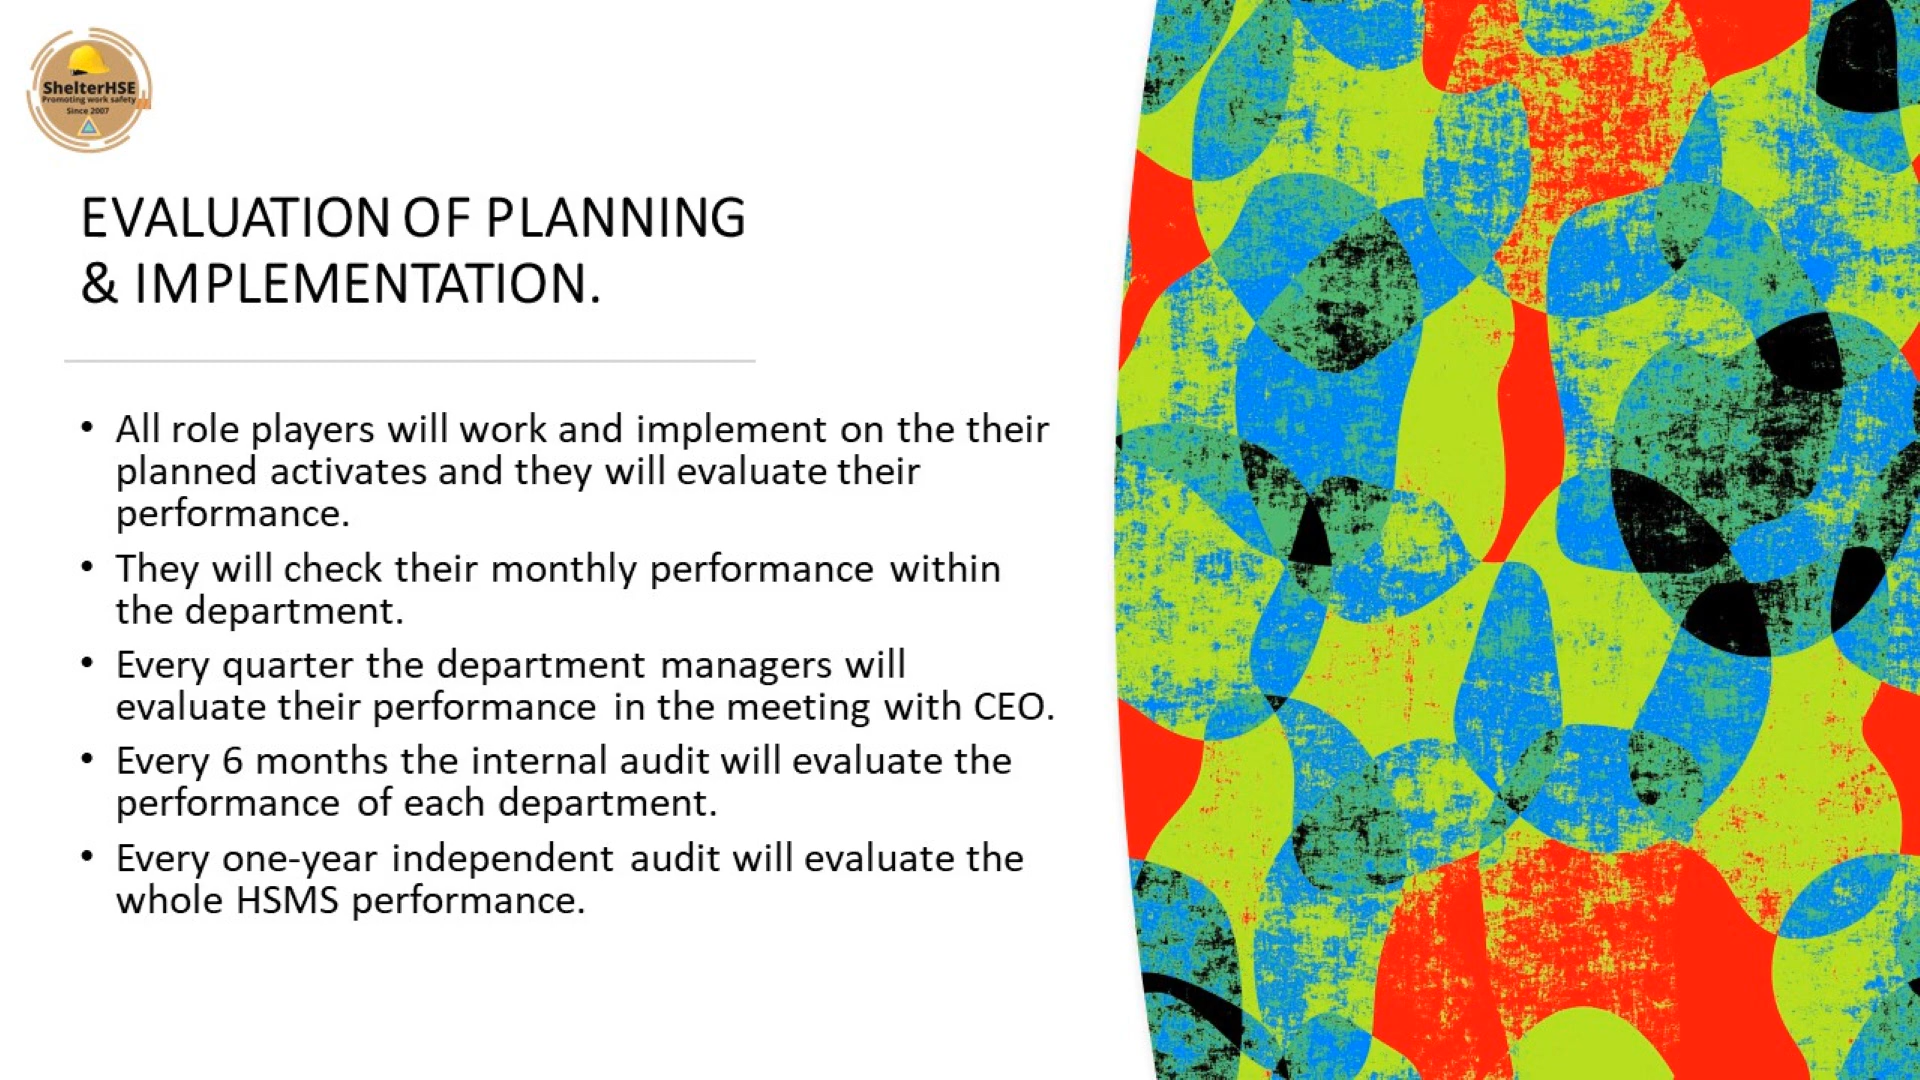 ShelterHSE
Promoting work safety
Since 2007
EVALUATION OF PLANNING
& IMPLEMENTATION.
• All role players will work and implement on the their
planned activates and they will evaluate their
performance.
• They will check their monthly performance within
the department.
• Every quarter the department managers will
evaluate their performance in the meeting with CEO.
• Every 6 months the internal audit will evaluate the
performance of each department.
• Every one-year independent audit will evaluate the
whole HSMS performance.